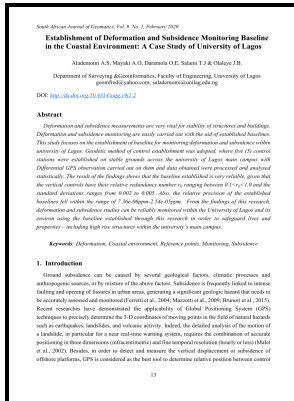 South African Journal of Geomatics, Vol. 9. No. 1, February 2020
Establishment of Deformation and Subsidence Monitoring Baseline
in the Coastal Environment: A Case Study of University of Lagos
Alademomi A.S, Mayaki A.O, Daramola O.E, Salami T.J & Olaleye J.B.
Department of Surveying &Geoinformatics, Faculty of Engineering, University of Lagos
geomfred@yahoo.com; saladermomi@unilag.edu.ng
DOI: http://dx.doi.org/10.4314/sajg.v9i1.2
Abstract
Deformation and subsidence measurements are very vital for stability of structures and buildings.
Deformation and subsidence monitoring are easily carried out with the aid of established baselines.
This study focuses on the establishment of baseline for monitoring deformation and subsidence within
university of Lagos. Geodetic method of control establishment was adopted, where five (5) control
stations were established on stable grounds across the university of Lagos main campus with
Differential GPS observation carried out on them and data obtained were processed and analysed
statistically. The result of the findings shows that the baseline established is very reliable, given that
the vertical controls have their relative redundancy number rᵢⱼ ranging between 0.1<rᵢⱼ<1.0 and the
standard deviations ranges from 0.002 to 0.005. Also, the relative precision of the established
baselines fell within the range of 7.36e-06ppm-2.54e-05ppm. From the findings of this research,
deformation and subsidence studies can be reliably monitored within the University of Lagos and its
environ using the baseline established through this research in order to safeguard lives and
properties – including high rise structures within the university's main campus.
Keywords: Deformation, Coastal environment, Reference points, Monitoring, Subsidence
1. Introduction
Ground subsidence can be caused by several geological factors, climatic processes and
anthropogenic sources, or by mixture of the above factors. Subsidence is frequently linked to intense
faulting and opening of fissures in urban areas, generating a significant geologic hazard that needs to
be accurately assessed and monitored (Ferretti et al., 2004; Mazzotti et al., 2009; Brunori et al., 2015).
Recent researches have demonstrated the applicability of Global Positioning System (GPS)
techniques to precisely determine the 3-D coordinates of moving points in the field of natural hazards
such as earthquakes, landslides, and volcanic activity. Indeed, the detailed analysis of the motion of
a landslide, in particular for a near real-time warning system, requires the combination of accurate
positioning in three dimensions (infracentimetric) and fine temporal resolution (hourly or less) (Malet
et al., 2002). Besides, in order to detect and measure the vertical displacement or subsidence of
offshore platforms, GPS is considered as the best tool to determine relative position between control
13